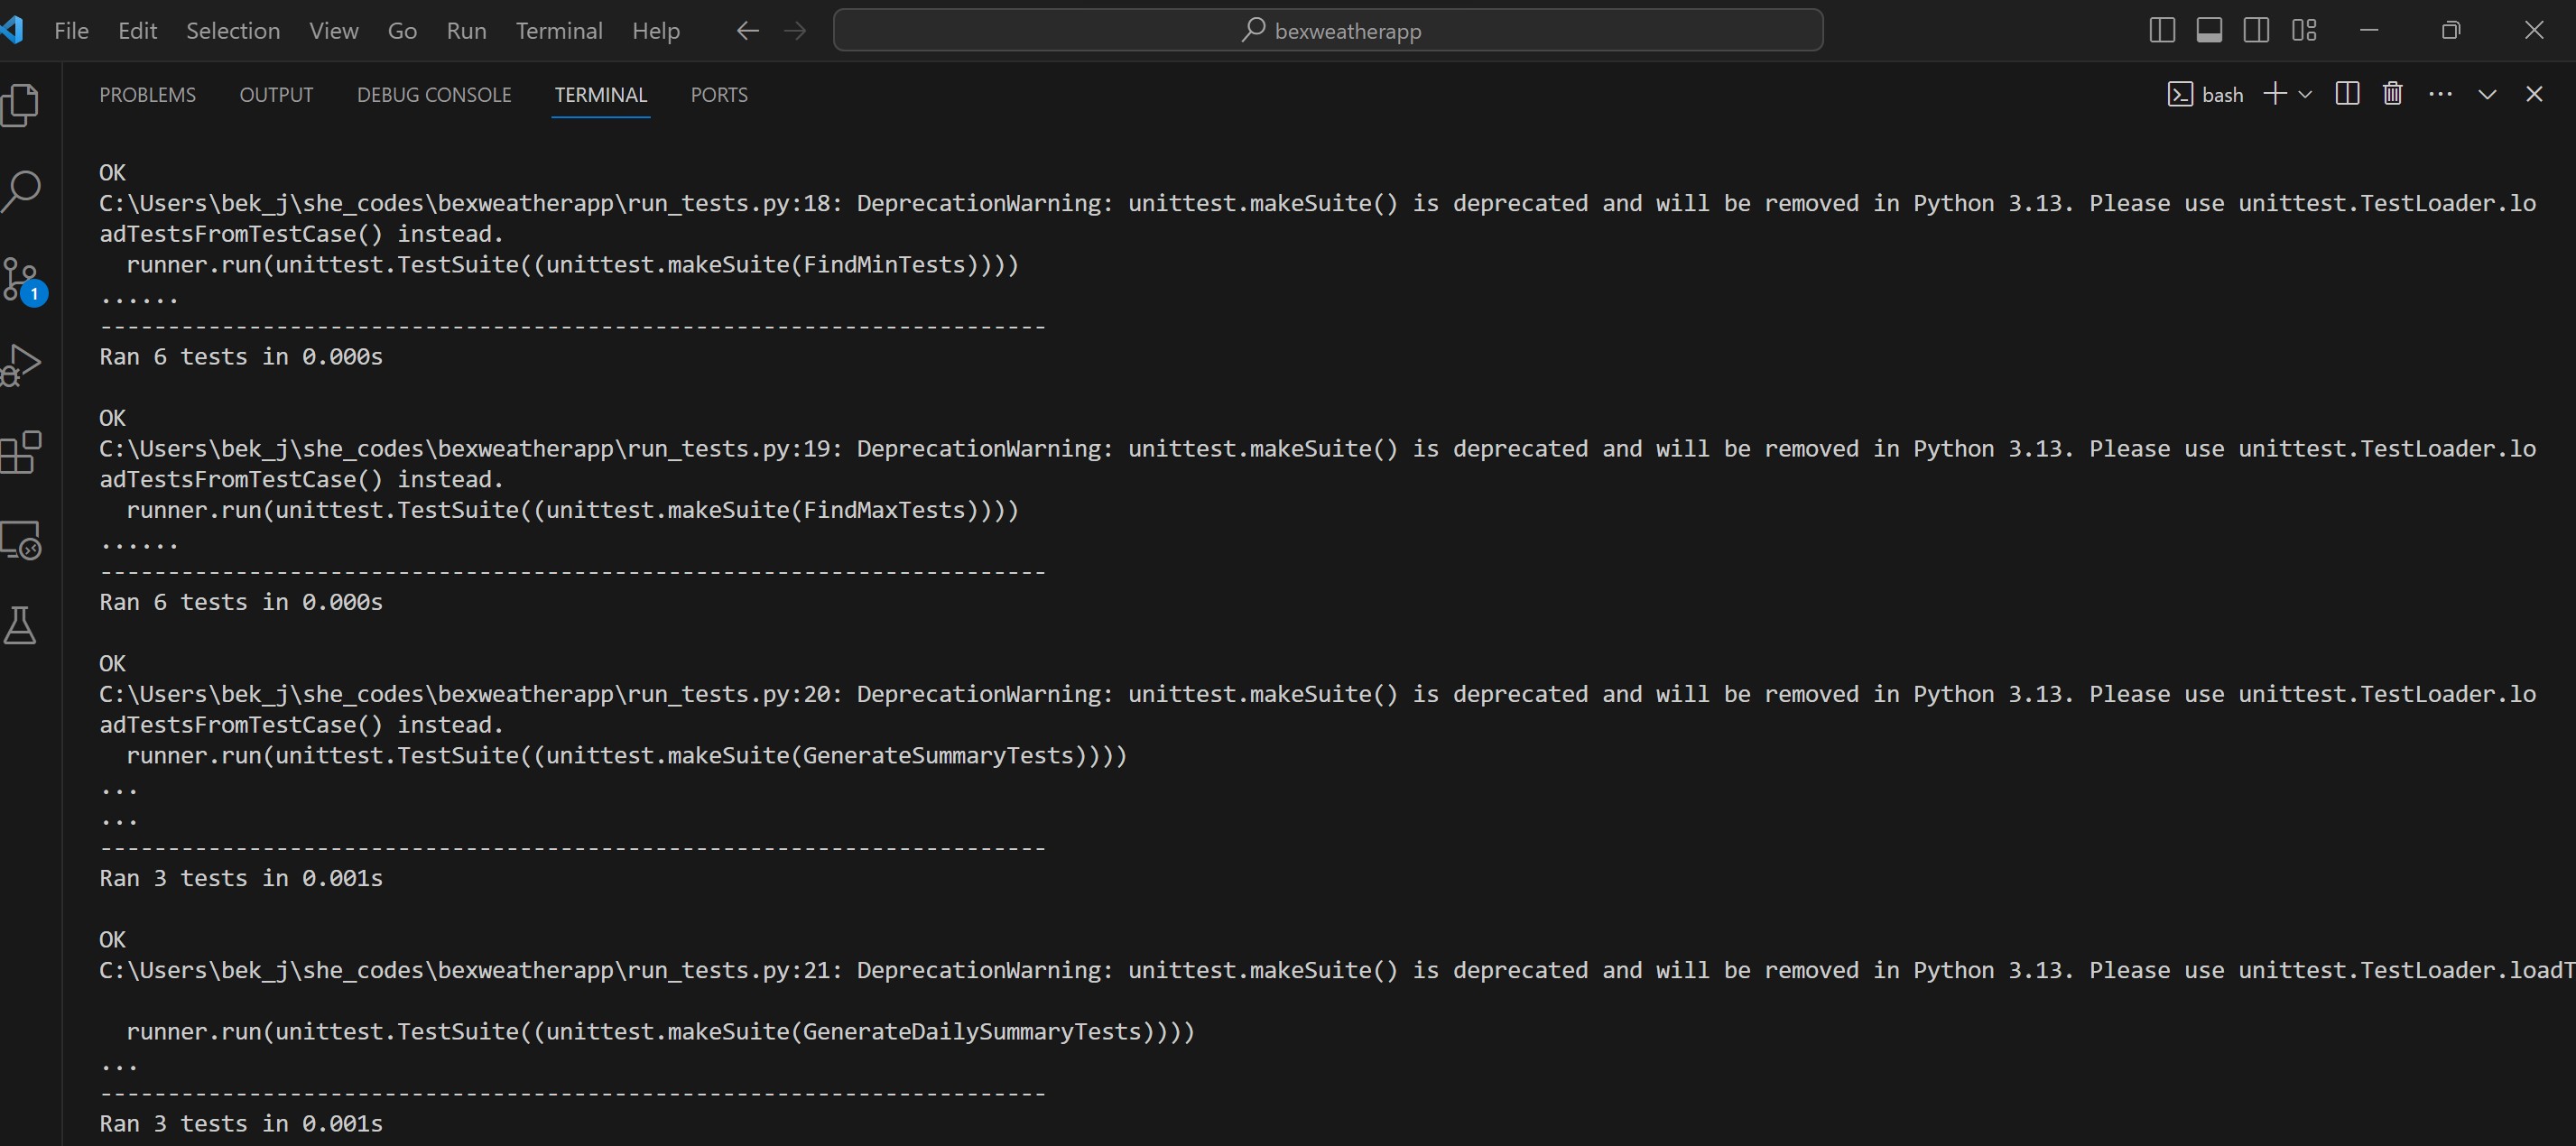 File Edit Selection View Go Run Terminal Help bexweatherapp
PROBLEMS OUTPUT DEBUG CONSOLE TERMINAL PORTS bash
OK
C:\Users\bek_j\she_codes\bexweatherapp\run_tests.py:18: DeprecationWarning: unittest.makeSuite() is deprecated and will be removed in Python 3.13. Please use unittest.TestLoader.lo
adTestsFromTestCase() instead.
  runner.run(unittest.TestSuite((unittest.makeSuite(FindMinTests))))
......
----------------------------------------------------------------------
Ran 6 tests in 0.000s
OK
1
C:\Users\bek_j\she_codes\bexweatherapp\run_tests.py:19: DeprecationWarning: unittest.makeSuite() is deprecated and will be removed in Python 3.13. Please use unittest.TestLoader.lo
adTestsFromTestCase() instead.
  runner.run(unittest.TestSuite((unittest.makeSuite(FindMaxTests))))
......
----------------------------------------------------------------------
Ran 6 tests in 0.000s
OK
C:\Users\bek_j\she_codes\bexweatherapp\run_tests.py:20: DeprecationWarning: unittest.makeSuite() is deprecated and will be removed in Python 3.13. Please use unittest.TestLoader.lo
adTestsFromTestCase() instead.
  runner.run(unittest.TestSuite((unittest.makeSuite(GenerateSummaryTests))))
...
...
----------------------------------------------------------------------
Ran 3 tests in 0.001s
OK
C:\Users\bek_j\she_codes\bexweatherapp\run_tests.py:21: DeprecationWarning: unittest.makeSuite() is deprecated and will be removed in Python 3.13. Please use unittest.TestLoader.loadT
  runner.run(unittest.TestSuite((unittest.makeSuite(GenerateDailySummaryTests))))
...
----------------------------------------------------------------------
Ran 3 tests in 0.001s